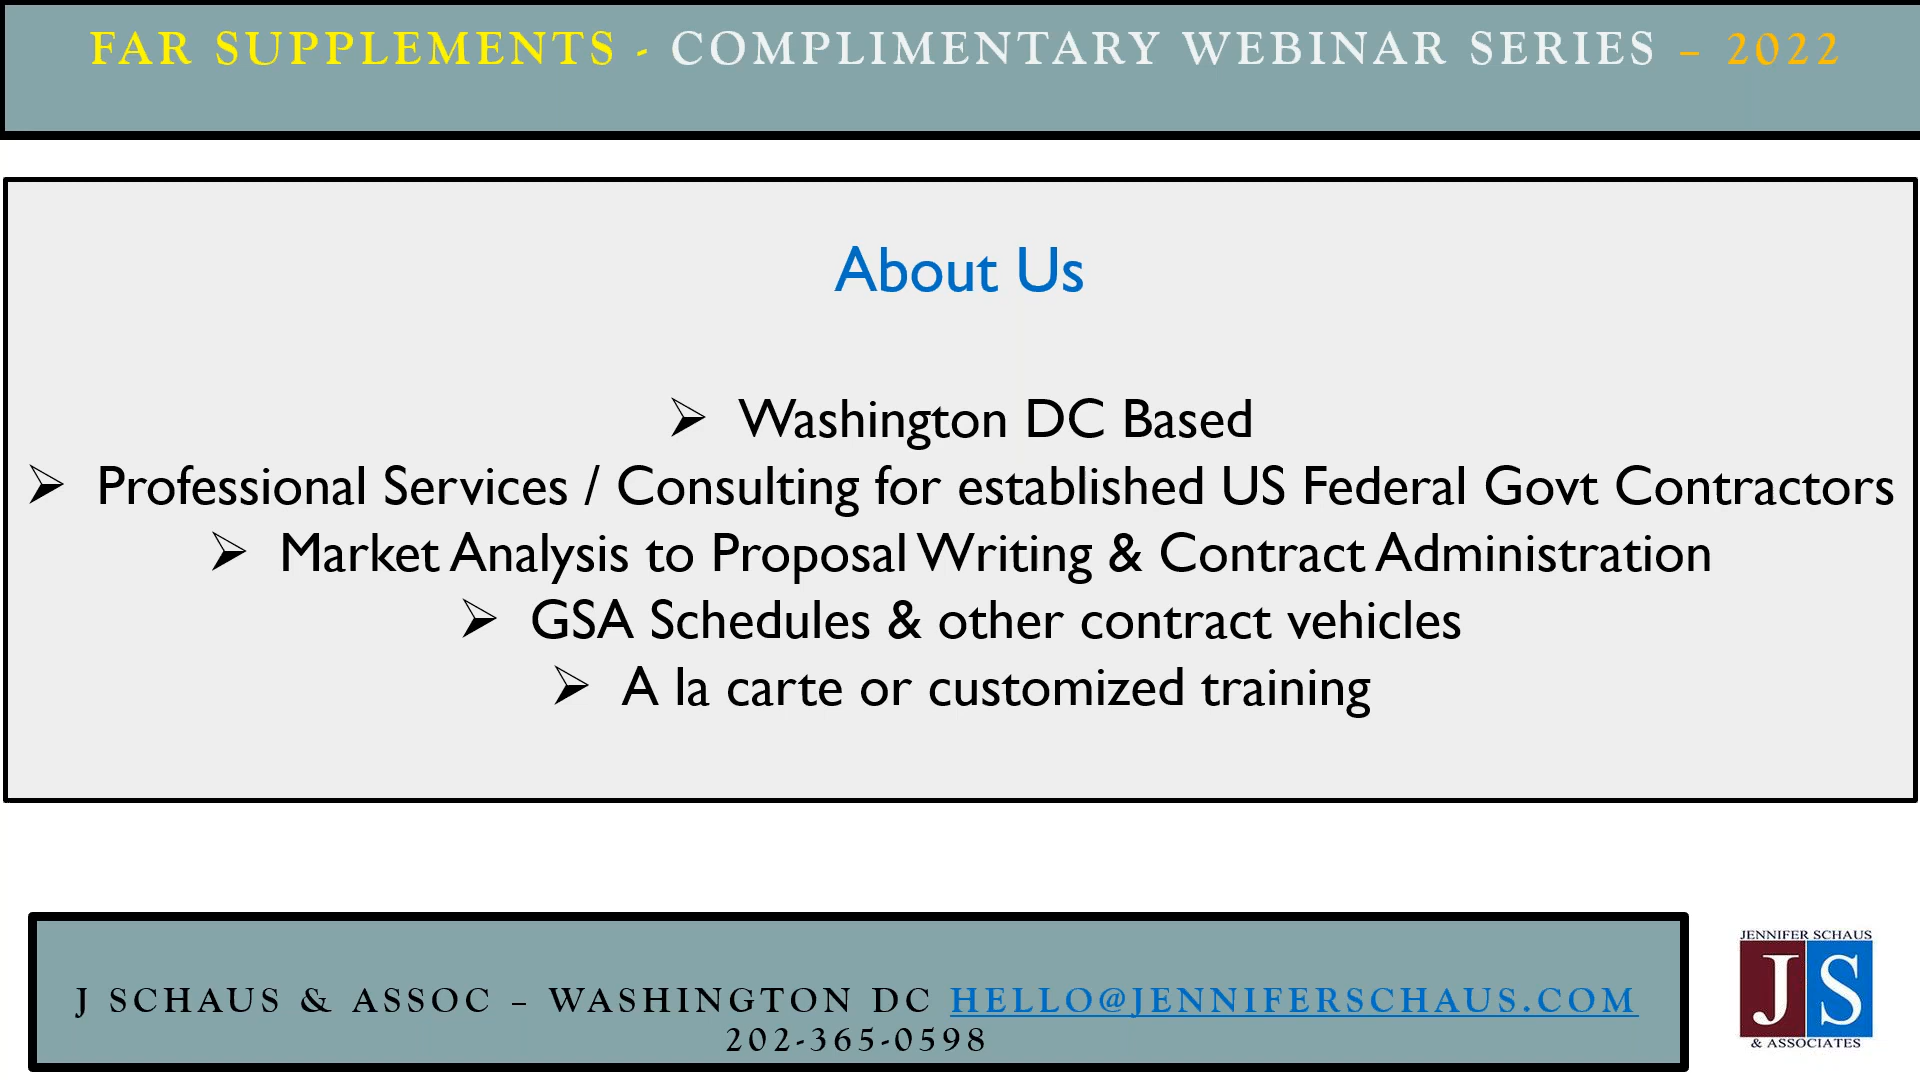 FAR SUPPLEMENTS - COMPLIMENTARY WEBINAR SERIES – 2022
About Us
➢ Washington DC Based
➢ Professional Services / Consulting for established US Federal Govt Contractors
➢ Market Analysis to Proposal Writing & Contract Administration
➢ GSA Schedules & other contract vehicles
➢ A la carte or customized training
J SCHAUS & ASSOC – WASHINGTON DC HELLO@JENNIFERSCHAUS.COM
202-365-0598
JENNIFER SCHAUS
JS
& ASSOCIATES